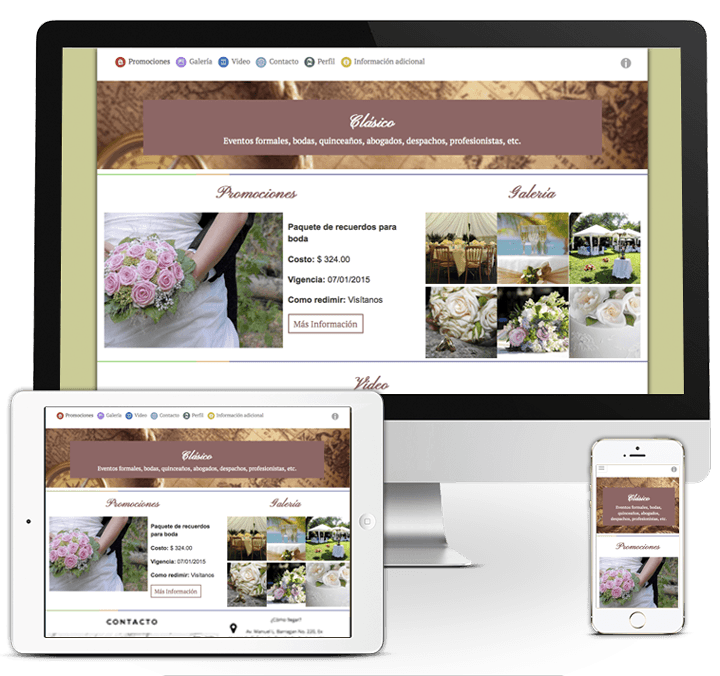 Promociones Galería Video Contacto Perfil Información adicional
Clásico
Eventos formales, bodas, quinceaños, abogados, despachos, profesionistas, etc.
Promociones
Paquete de recuerdos para
boda
Costo: $ 324.00
Vigencia: 07/01/2015
Como redimir: Visítanos
Más Información
Galería
Video
Promociones Galería Video Contacto Perfil Información adicional
Clásico
Eventos formales, bodas, quinceaños, abogados, despachos, profesionistas, etc.
Promociones
Paquete de recuerdos
para boda
Costo: $ 324.00
Vigencia: 07/01/2015
Como redimir: Visítanos
Más Información
Galería
CONTACTO
¿Cómo llegar?
Av. Manuel L. Barragan No. 225, 5x
Clásico
Eventos formales, bodas,
quinceaños, abogados,
despachos, profesionistas, etc.
Promociones